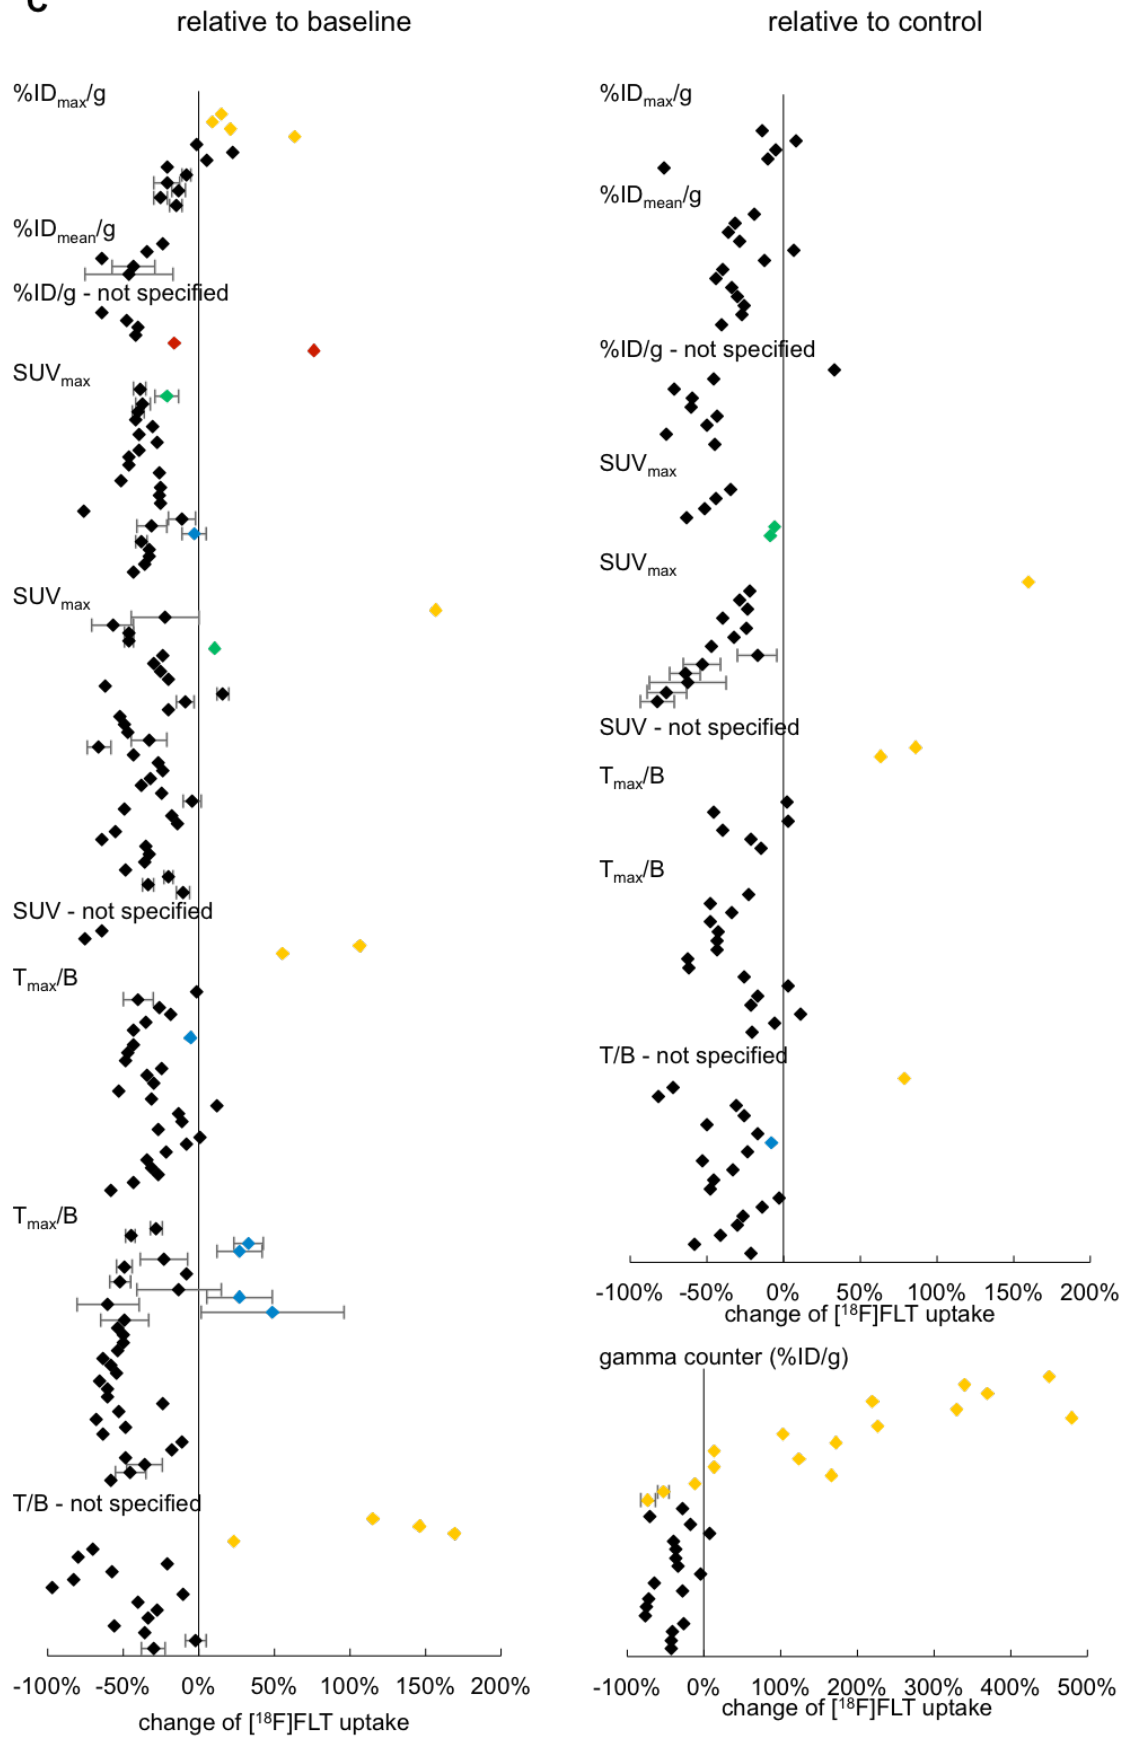 C
relative to baseline
%IDmax/g
%IDmean/g
%ID/g - not specified
SUVmax
SUVmax
SUV - not specified
Tmax/B
Tmax/B
T/B - not specified
-100% -50% 0% 50% 100% 150% 200%
change of [18F]FLT uptake
relative to control
%IDmax/g
%IDmean/g
%ID/g - not specified
SUVmax
SUVmax
SUV - not specified
Tmax/B
Tmax/B
T/B - not specified
-100% -50% 0% 50% 100% 150% 200%
change of [18F]FLT uptake
gamma counter (%ID/g)
-100% 0% 100% 200% 300% 400% 500%
change of [18F]FLT uptake